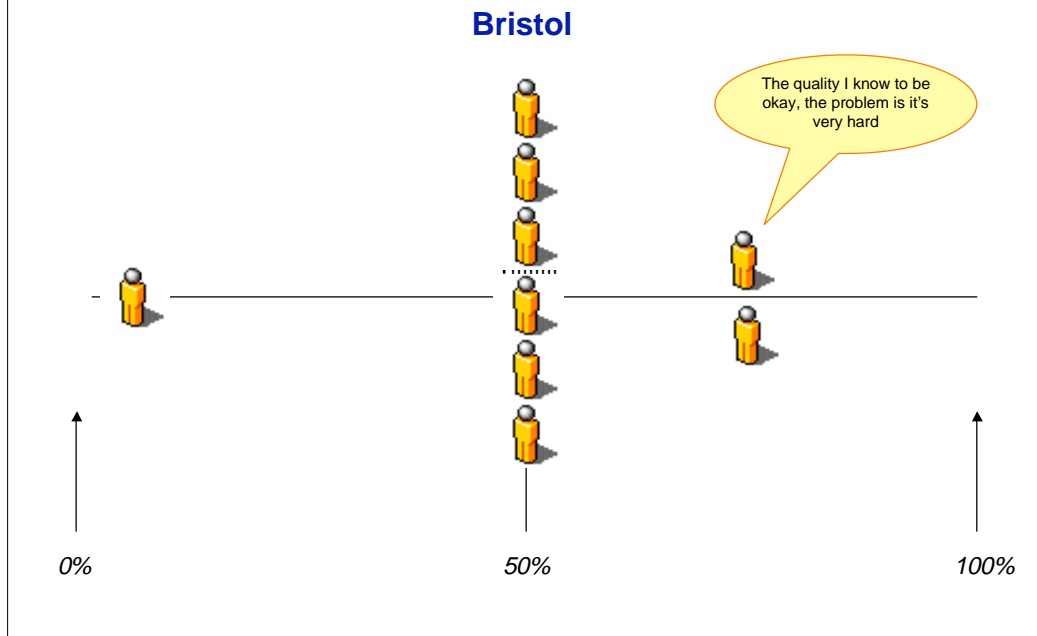 Bristol
The quality I know to be
okay, the problem is it's
very hard
0%
50%
100%